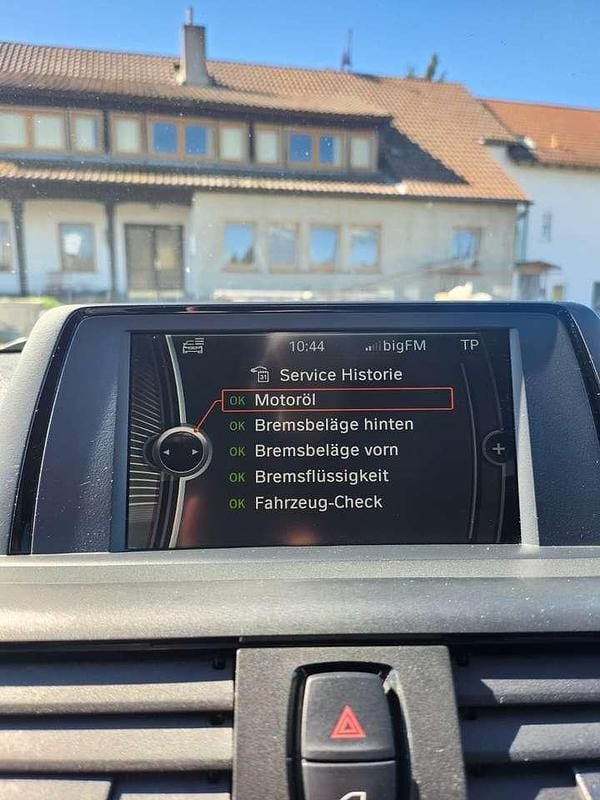 10:44 bigFM TP
31 Service Historie
OK Motoröl
OK Bremsbeläge hinten
OK Bremsbeläge vorn
OK Bremsflüssigkeit
OK Fahrzeug-Check